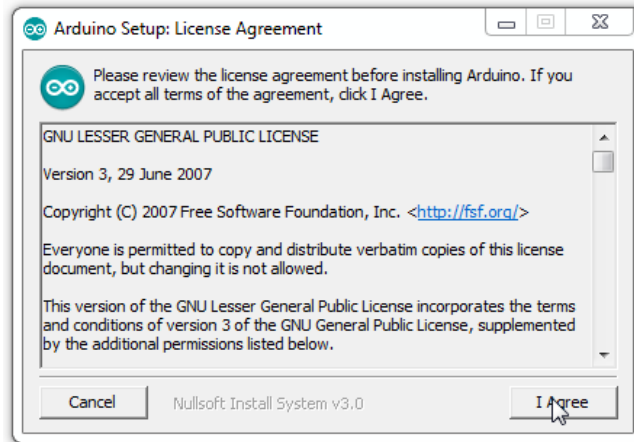 Arduino Setup: License Agreement
Please review the license agreement before installing Arduino. If you
accept all terms of the agreement, click I Agree.
GNU LESSER GENERAL PUBLIC LICENSE
Version 3, 29 June 2007
Copyright (C) 2007 Free Software Foundation, Inc. <http://fsf.org/>
Everyone is permitted to copy and distribute verbatim copies of this license
document, but changing it is not allowed.
This version of the GNU Lesser General Public License incorporates the terms
and conditions of version 3 of the GNU General Public License, supplemented
by the additional permissions listed below.
Cancel
Nullsoft Install System v3.0
I Agree